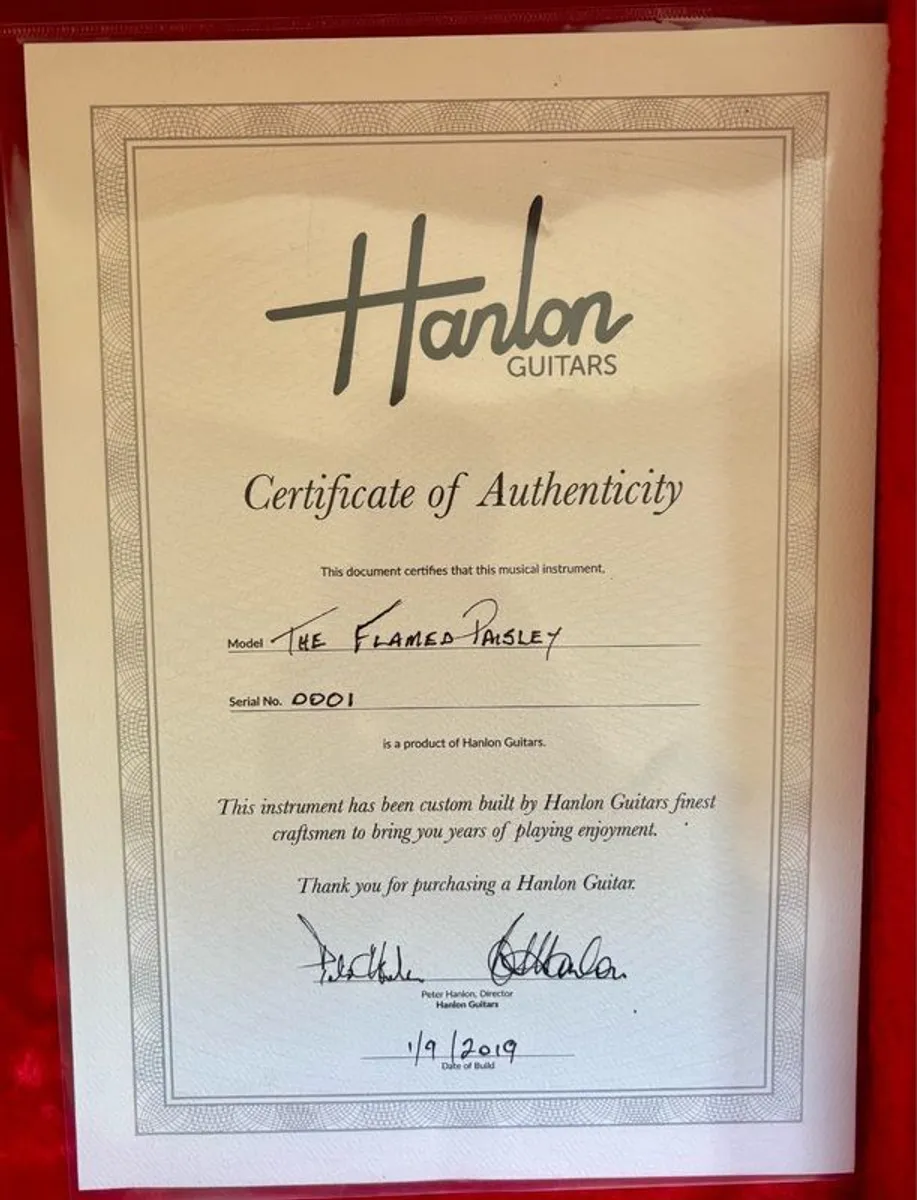 Hanlon
GUITARS
Certificate of Authenticity
This document certifies that this musical instrument,
Model THE FLAMED PAISLEY
Serial No. 0001
is a product of Hanlon Guitars.
This instrument has been custom built by Hanlon Guitars finest
craftsmen to bring you years of playing enjoyment.
Thank you for purchasing a Hanlon Guitar.
Peter Hanlon, Director
Hanlon Guitars
1/9/2019
Date of Build